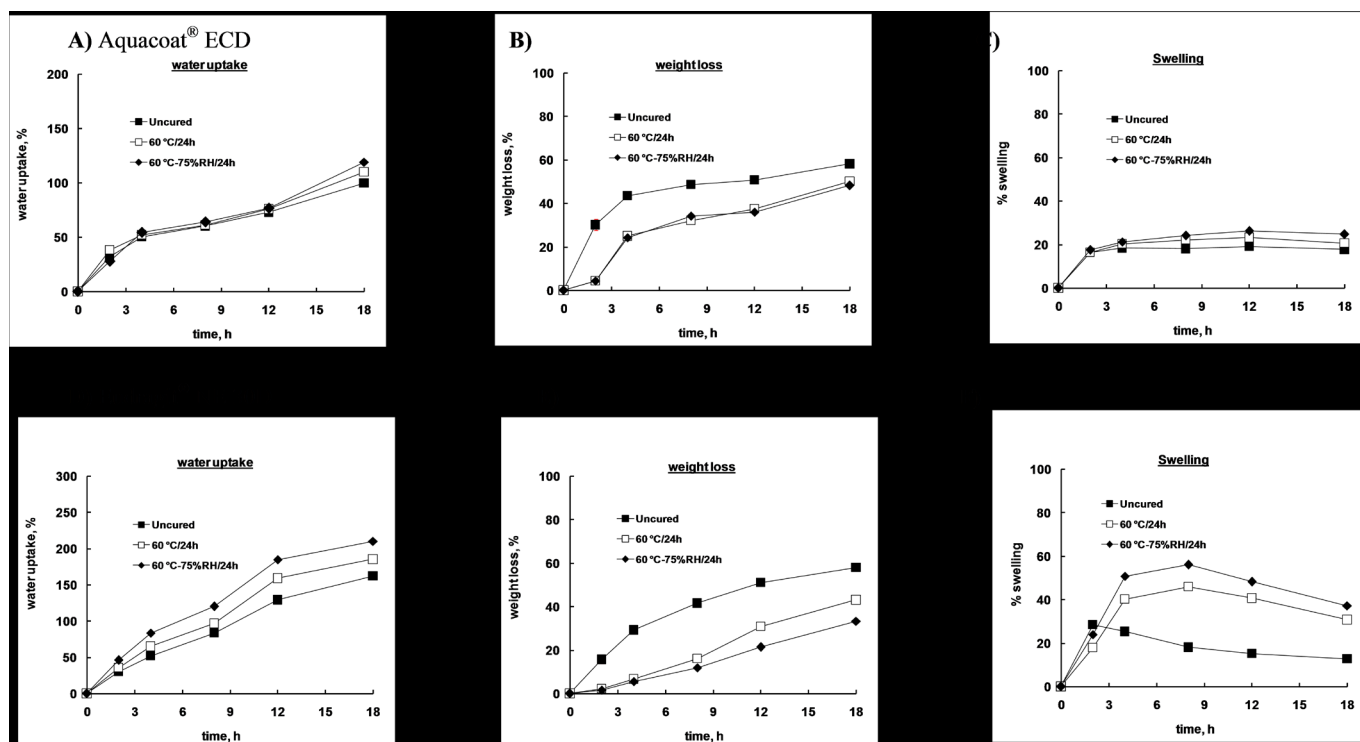 A) Aquacoat® ECD
water uptake
200
150
100
50
0
water uptake, %
Uncured
60 °C/24h
60 °C-75%RH/24h
0 3 6 9 12 15 18
time, h
B)
weight loss
100
80
60
40
20
0
weight loss, %
Uncured
60 °C/24h
60 °C-75%RH/24h
0 3 6 9 12 15 18
time, h
)
Swelling
100
80
60
40
20
0
% swelling
Uncured
60 °C/24h
60 °C-75%RH/24h
0 3 6 9 12 15 18
time, h
water uptake
300
250
200
150
100
50
0
water uptake, %
Uncured
60 °C/24h
60 °C-75%RH/24h
0 3 6 9 12 15 18
time, h
weight loss
100
80
60
40
20
0
weight loss, %
Uncured
60 °C/24h
60 °C-75%RH/24h
0 3 6 9 12 15 18
time, h
Swelling
100
80
60
40
20
0
% swelling
Uncured
60 °C/24h
60 °C-75%RH/24h
0 3 6 9 12 15 18
time, h